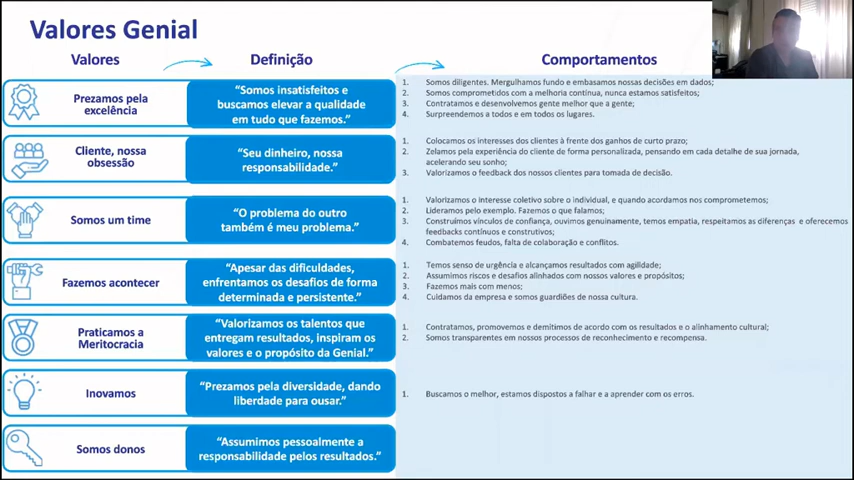 Valores Genial
Valores
Definição
Comportamentos
Prezamos pela
excelência
“Somos insatisfeitos e
buscamos elevar a qualidade
em tudo que fazemos.”
1. Somos diligentes. Mergulhamos fundo e embasamos nossas decisões em dados;
2. Somos comprometidos com a melhoria contínua, nunca estamos satisfeitos;
3. Contratamos e desenvolvemos gente melhor que a gente;
4. Surpreendemos a todos e em todos os lugares.
Cliente, nossa
obsessão
“Seu dinheiro, nossa
responsabilidade.”
1. Colocamos os interesses dos clientes à frente dos ganhos de curto prazo;
2. Zelamos pela experiência do cliente de forma personalizada, pensando em cada detalhe de sua jornada,
acelerando seu sonho;
3. Valorizamos o feedback dos nossos clientes para tomada de decisão.
Somos um time
“O problema do outro
também é meu problema.”
1. Valorizamos o interesse coletivo sobre o individual, e quando acordamos nos comprometemos;
2. Lideramos pelo exemplo. Fazemos o que falamos;
3. Construímos vínculos de confiança, ouvimos genuinamente, temos empatia, respeitamos as diferenças e oferecemos
feedbacks contínuos e construtivos;
4. Combatemos feudos, falta de colaboração e conflitos.
Fazemos acontecer
“Apesar das dificuldades,
enfrentamos os desafios de forma
determinada e persistente.”
1. Temos senso de urgência e alcançamos resultados com agilidade;
2. Assumimos riscos e desafios alinhados com nossos valores e propósitos;
3. Fazemos mais com menos;
4. Cuidamos da empresa e somos guardiões de nossa cultura.
Praticamos a
Meritocracia
“Valorizamos os talentos que
entregam resultados, inspiram os
valores e o propósito da Genial.”
1. Contratamos, promovemos e demitimos de acordo com os resultados e o alinhamento cultural;
2. Somos transparentes em nossos processos de reconhecimento e recompensa.
Inovamos
“Prezamos pela diversidade, dando
liberdade para ousar.”
1. Buscamos o melhor, estamos dispostos a falhar e a aprender com os erros.
Somos donos
“Assumimos pessoalmente a
responsabilidade pelos resultados.”